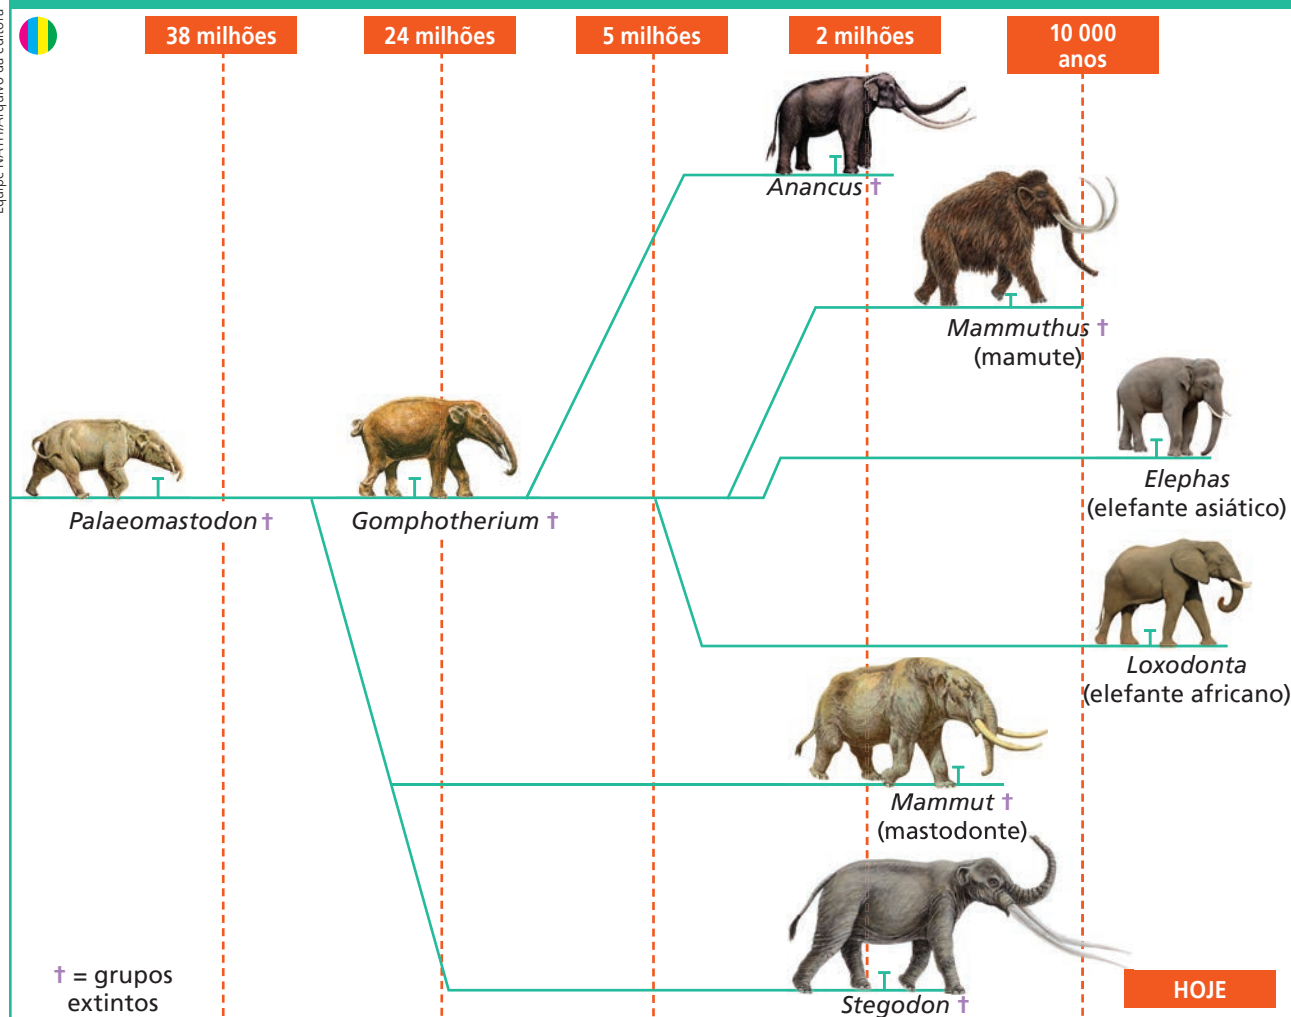 38 milhões
24 milhões
5 milhões
2 milhões
10 000
anos
Anancus †
Mammuthus †
(mamute)
Elephas
(elefante asiático)
Palaeomastodon †
Gomphotherium †
Loxodonta
(elefante africano)
Mammut †
(mastodonte)
Stegodon †
† = grupos
extintos
HOJE